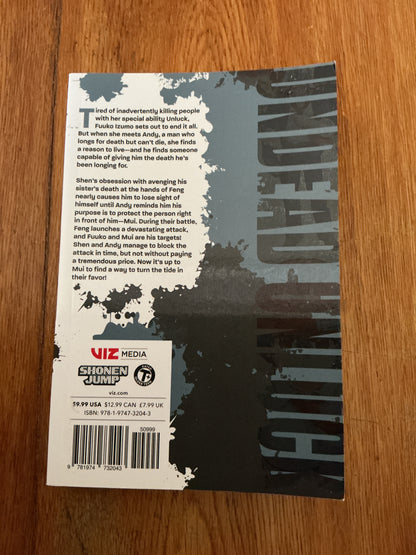 UNDEAD UNLUCK
Tired of inadvertently killing people
with her special ability Unluck,
Fuuko Izumo sets out to end it all.
But when she meets Andy, a man who
longs for death but can't die, she finds
a reason to live—and he finds someone
capable of giving him the death he's
been longing for.
Shen's obsession with avenging his
sister's death at the hands of Feng
nearly causes him to lose sight of
himself until Andy reminds him his
purpose is to protect the person right
in front of him—Mui. During their battle,
Feng launches a devastating attack,
and Fuuko and Mui are his targets!
Shen and Andy manage to block the
attack in time, but not without paying
a tremendous price. Now it's up to
Mui to find a way to turn the tide in
their favor!
VIZ MEDIA
SHONEN
JUMP
T+
viz.com
$9.99 USA $12.99 CAN £7.99 UK
ISBN: 978-1-9747-3204-3
50999
9 781974 732043